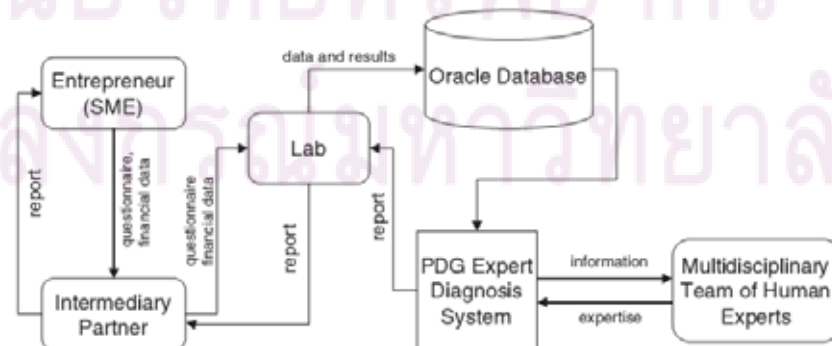 data and results
Oracle Database
Entrepreneur
(SME)
Lab
report
questionnaire,
financial data
questionnaire
financial data
report
report
Intermediary
Partner
PDG Expert
Diagnosis
System
information
expertise
Multidisciplinary
Team of Human
Experts